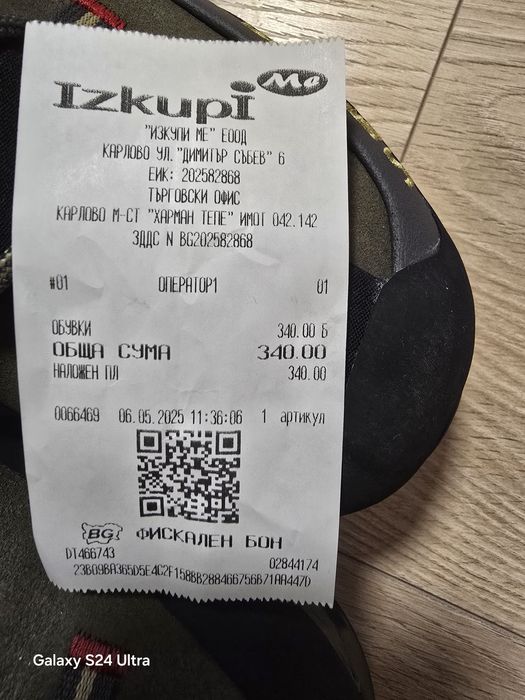 Izkupi Me
"ИЗКУПИ МЕ" ЕООД
КАРЛОВО УЛ. "ДИМИТЪР СЪБЕВ" 6
ЕИК: 202582868
ТЪРГОВСКИ ОФИС
КАРЛОВО М-СТ "ХАРМАН ТЕПЕ" ИМОТ 042.142
ЗДДС N BG202582868
#01 ОПЕРАТОР1 01
ОБУВКИ 340.00 Б
ОБЩА СУМА 340.00
НАЛОЖЕН ПЛ 340.00
0066469 06.05.2025 11:36:06 1 артикул
BG ФИСКАЛЕН БОН
DT466743 02844174
23B09BA365D5E4C2F158BB288466756B71AA447D
Galaxy S24 Ultra